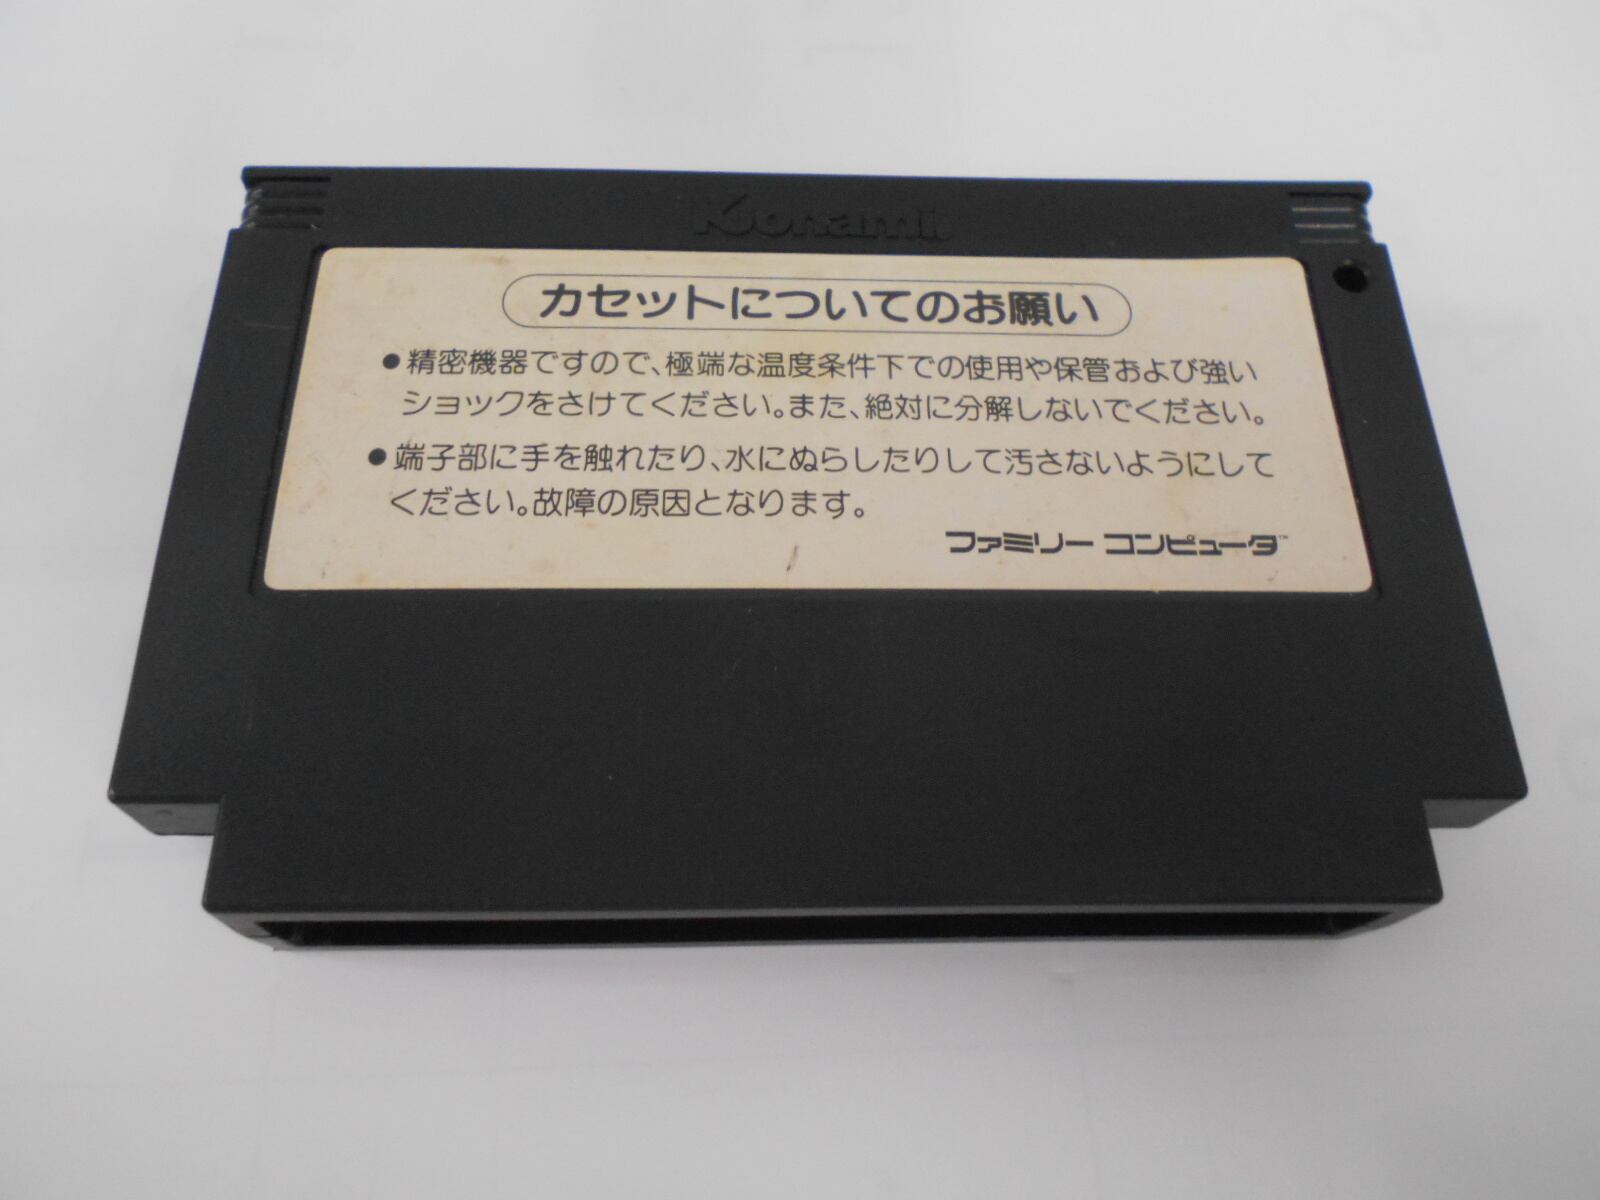 Konami
カセットについてのお願い
●精密機器ですので、極端な温度条件下での使用や保管および強い
ショックをさけてください。また、絶対に分解しないでください。
●端子部に手を触れたり、水にぬらしたりして汚さないようにして
ください。故障の原因となります。
ファミリー コンピュータ™